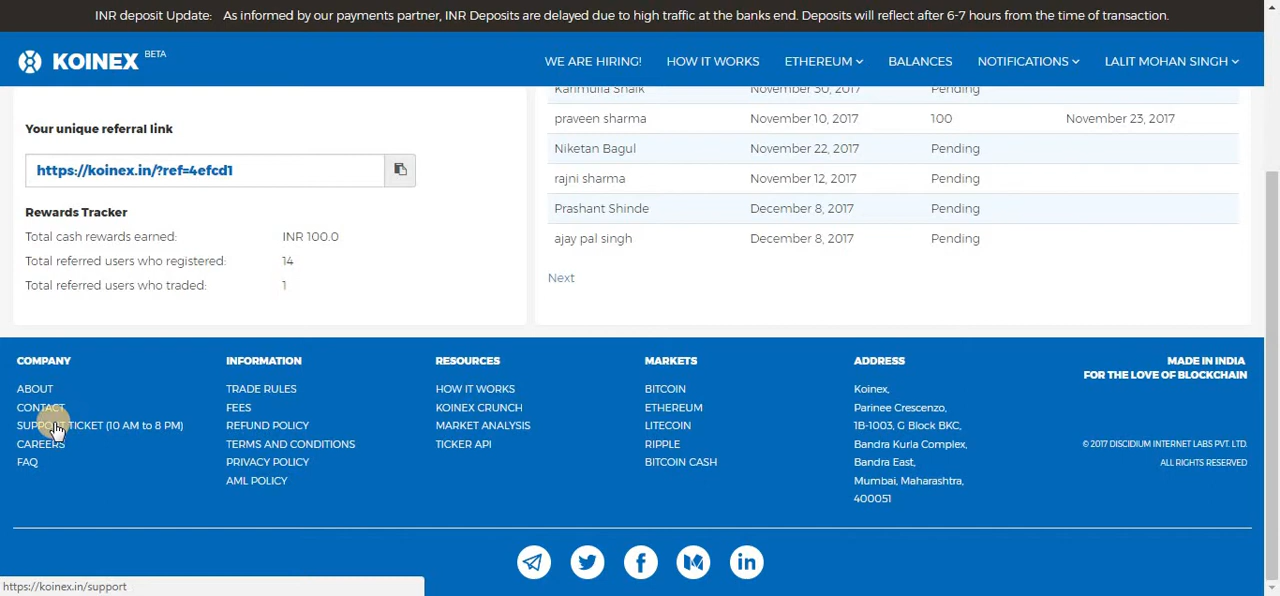 INR deposit Update: As informed by our payments partner, INR Deposits are delayed due to high traffic at the banks end. Deposits will reflect after 6-7 hours from the time of transaction.
KOINEX BETA
WE ARE HIRING! HOW IT WORKS ETHEREUM BALANCES NOTIFICATIONS LALIT MOHAN SINGH
Your unique referral link
https://koinex.in/?ref=4efcd1
Rewards Tracker
Total cash rewards earned: INR 100.0
Total referred users who registered: 14
Total referred users who traded: 1
Karimulla Shaik November 30, 2017 Pending
praveen sharma November 10, 2017 100 November 23, 2017
Niketan Bagul November 22, 2017 Pending
rajni sharma November 12, 2017 Pending
Prashant Shinde December 8, 2017 Pending
ajay pal singh December 8, 2017 Pending
Next
COMPANY
ABOUT
CONTACT
SUPPORT TICKET (10 AM to 8 PM)
CAREERS
FAQ
INFORMATION
TRADE RULES
FEES
REFUND POLICY
TERMS AND CONDITIONS
PRIVACY POLICY
AML POLICY
RESOURCES
HOW IT WORKS
KOINEX CRUNCH
MARKET ANALYSIS
TICKER API
MARKETS
BITCOIN
ETHEREUM
LITECOIN
RIPPLE
BITCOIN CASH
ADDRESS
Koinex,
Parinee Crescenzo,
1B-1003, G Block BKC,
Bandra Kurla Complex,
Bandra East,
Mumbai, Maharashtra,
400051
MADE IN INDIA
FOR THE LOVE OF BLOCKCHAIN
© 2017 DISCIDIUM INTERNET LABS PVT. LTD.
ALL RIGHTS RESERVED
https://koinex.in/support